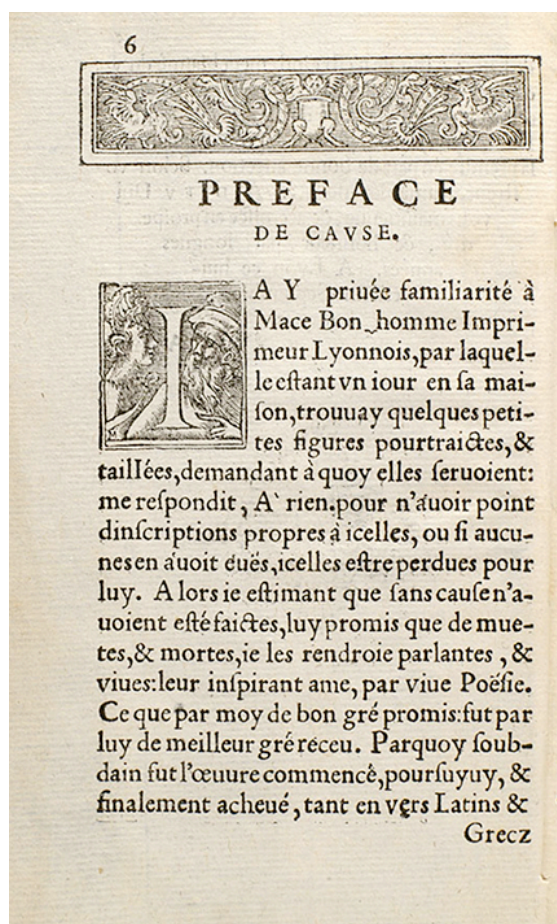 6
PREFACE
DE CAVSE.
IAY priuée familiarité à
Mace Bon_homme Impri-
meur Lyonnois, par laquel-
le eſtant vn iour en ſa mai-
ſon, trouuay quelques peti-
tes figures pourtraictes, &
taillées, demandant à quoy elles ſeruoient:
me reſpondit, A' rien. pour n'auoir point
dinſcriptions propres à icelles, ou ſi aucu-
nes en auoit euës, icelles eſtre perdues pour
luy. Alors ie eſtimant que ſans cauſe n'a-
uoient eſté faictes, luy promis que de mue-
tes, & mortes, ie les rendroie parlantes, &
viues: leur inſpirant ame, par viue Poëſie.
Ce que par moy de bon gré promis: fut par
luy de meilleur gré receu. Parquoy ſoub-
dain fut l'œuure commencé, pourſuyuy, &
finalement acheué, tant en vers Latins &
Grecz